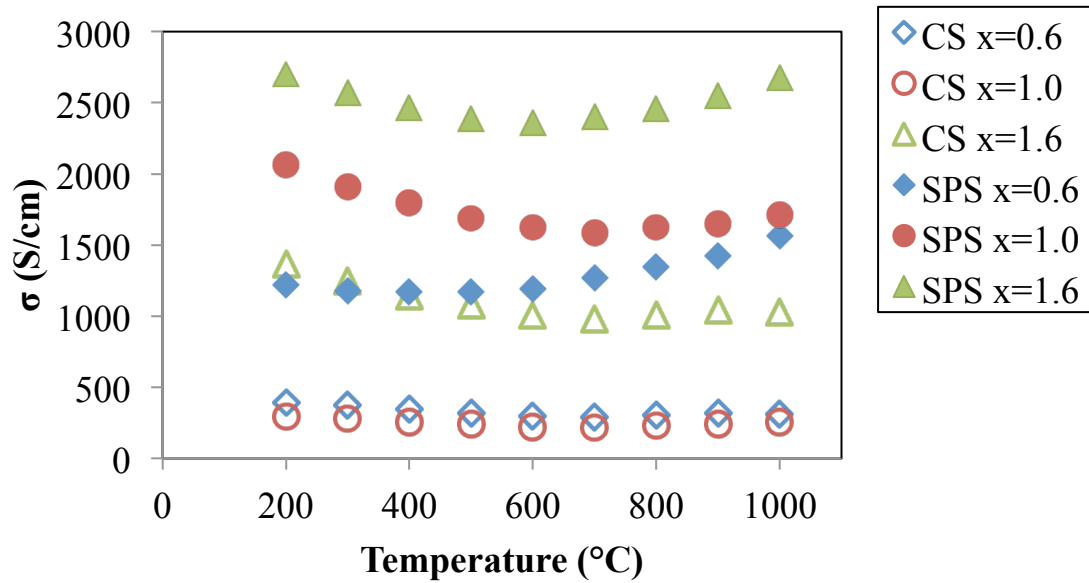 3000
2500
2000
1500
1000
500
0
σ (S/cm)
0 200 400 600 800 1000
Temperature (°C)
CS x=0.6
CS x=1.0
CS x=1.6
SPS x=0.6
SPS x=1.0
SPS x=1.6